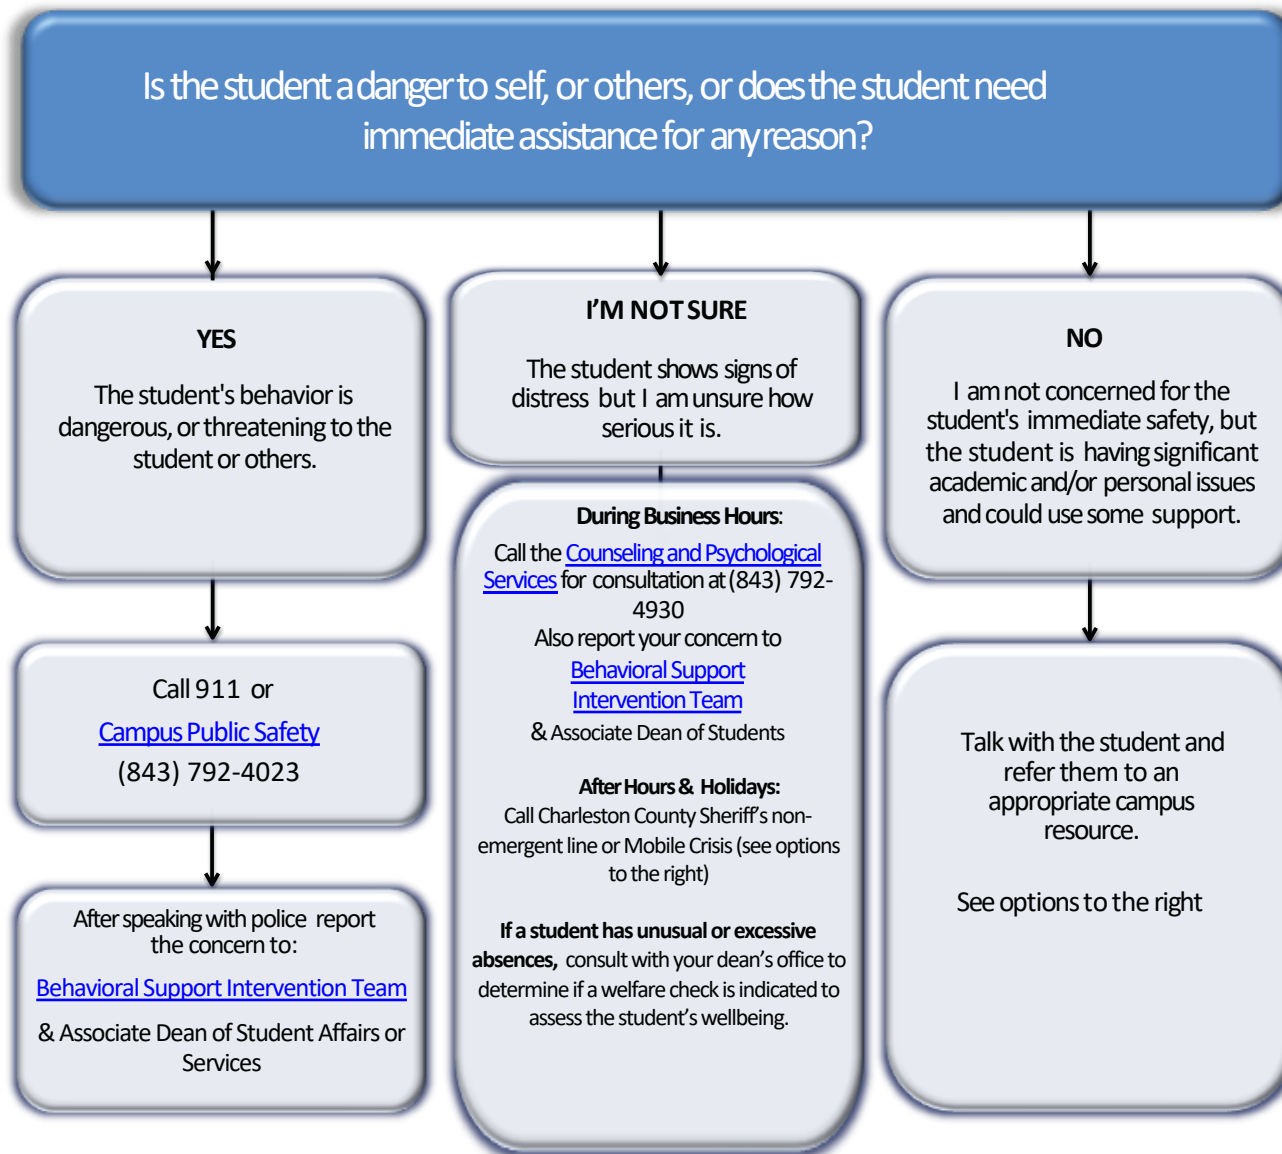 Is the student a danger to self, or others, or does the student need
immediate assistance for any reason?
YES
The student's behavior is
dangerous, or threatening to the
student or others.
Call 911 or
Campus Public Safety
(843) 792-4023
After speaking with police report
the concern to:
Behavioral Support Intervention Team
& Associate Dean of Student Affairs or
Services
I’M NOT SURE
The student shows signs of
distress but I am unsure how
serious it is.
During Business Hours:
Call the Counseling and Psychological
Services for consultation at (843) 792-
4930
Also report your concern to
Behavioral Support
Intervention Team
& Associate Dean of Students
After Hours & Holidays:
Call Charleston County Sheriff’s non-
emergent line or Mobile Crisis (see options
to the right)
If a student has unusual or excessive
absences, consult with your dean’s office to
determine if a welfare check is indicated to
assess the student’s wellbeing.
NO
I am not concerned for the
student's immediate safety, but
the student is having significant
academic and/or personal issues
and could use some support.
Talk with the student and
refer them to an
appropriate campus
resource.
See options to the right